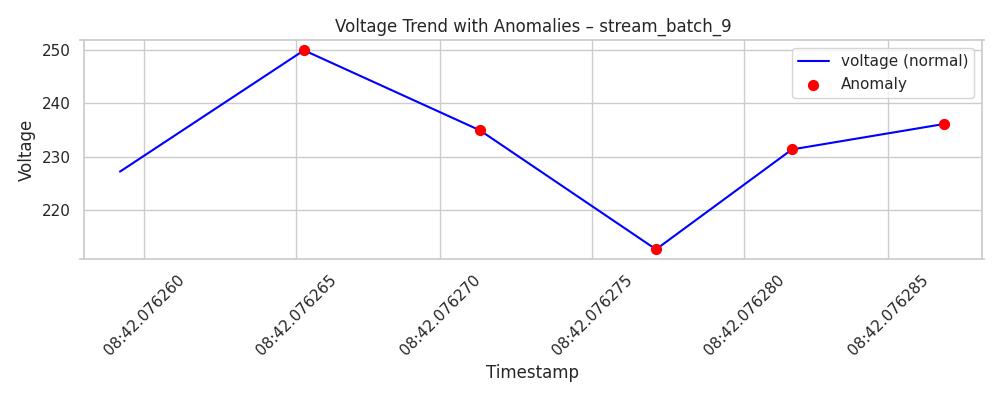 Voltage Trend with Anomalies – stream_batch_9
250
240
230
220
Voltage
voltage (normal)
Anomaly
08:42.076260
08:42.076265
08:42.076270
08:42.076275
08:42.076280
08:42.076285
Timestamp